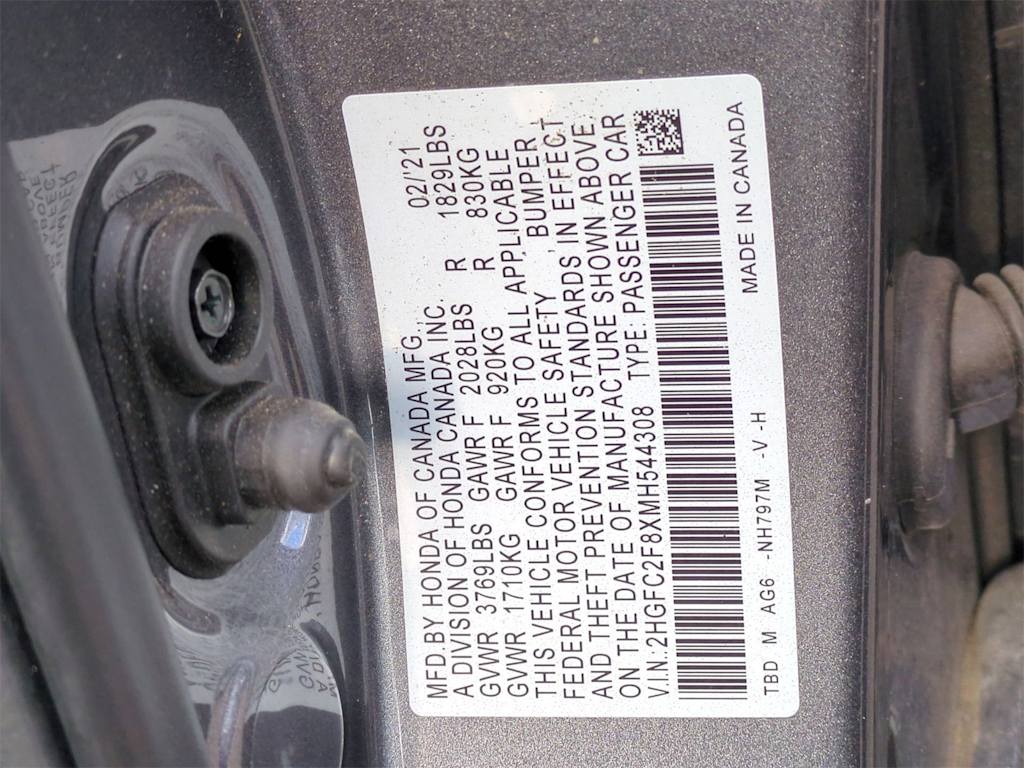 MFD.BY HONDA OF CANADA MFG., 02/'21
A DIVISION OF HONDA CANADA INC.
GVWR 3769LBS GAWR F 2028LBS R 1829LBS
GVWR 1710KG GAWR F 920KG R 830KG
THIS VEHICLE CONFORMS TO ALL APPLICABLE
FEDERAL MOTOR VEHICLE SAFETY , BUMPER
AND THEFT PREVENTION STANDARDS IN EFFECT
ON THE DATE OF MANUFACTURE SHOWN ABOVE.
V.I.N. 2HGFC2F8XMH544308 TYPE: PASSENGER CAR
TBD M AG6 -NH797M -V-H MADE IN CANADA